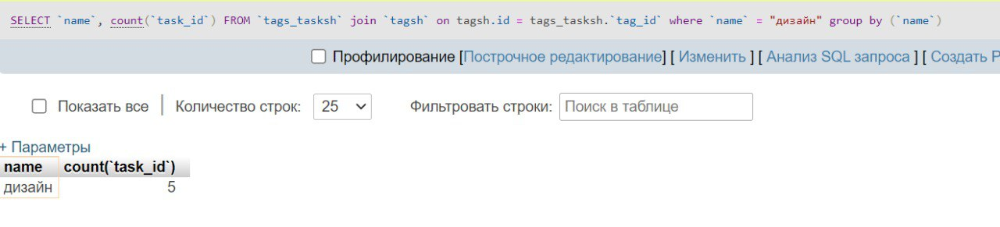 SELECT `name`, count(`task_id`) FROM `tags_tasksh` join `tagsh` on tagsh.id = tags_tasksh.`tag_id` where `name` = "дизайн" group by (`name`)
Профилирование [Построчное редактирование] [ Изменить ] [ Анализ SQL запроса ] [ Создать P
Показать все Количество строк: 25 Фильтровать строки: Поиск в таблице
+ Параметры
name count(`task_id`)
дизайн 5